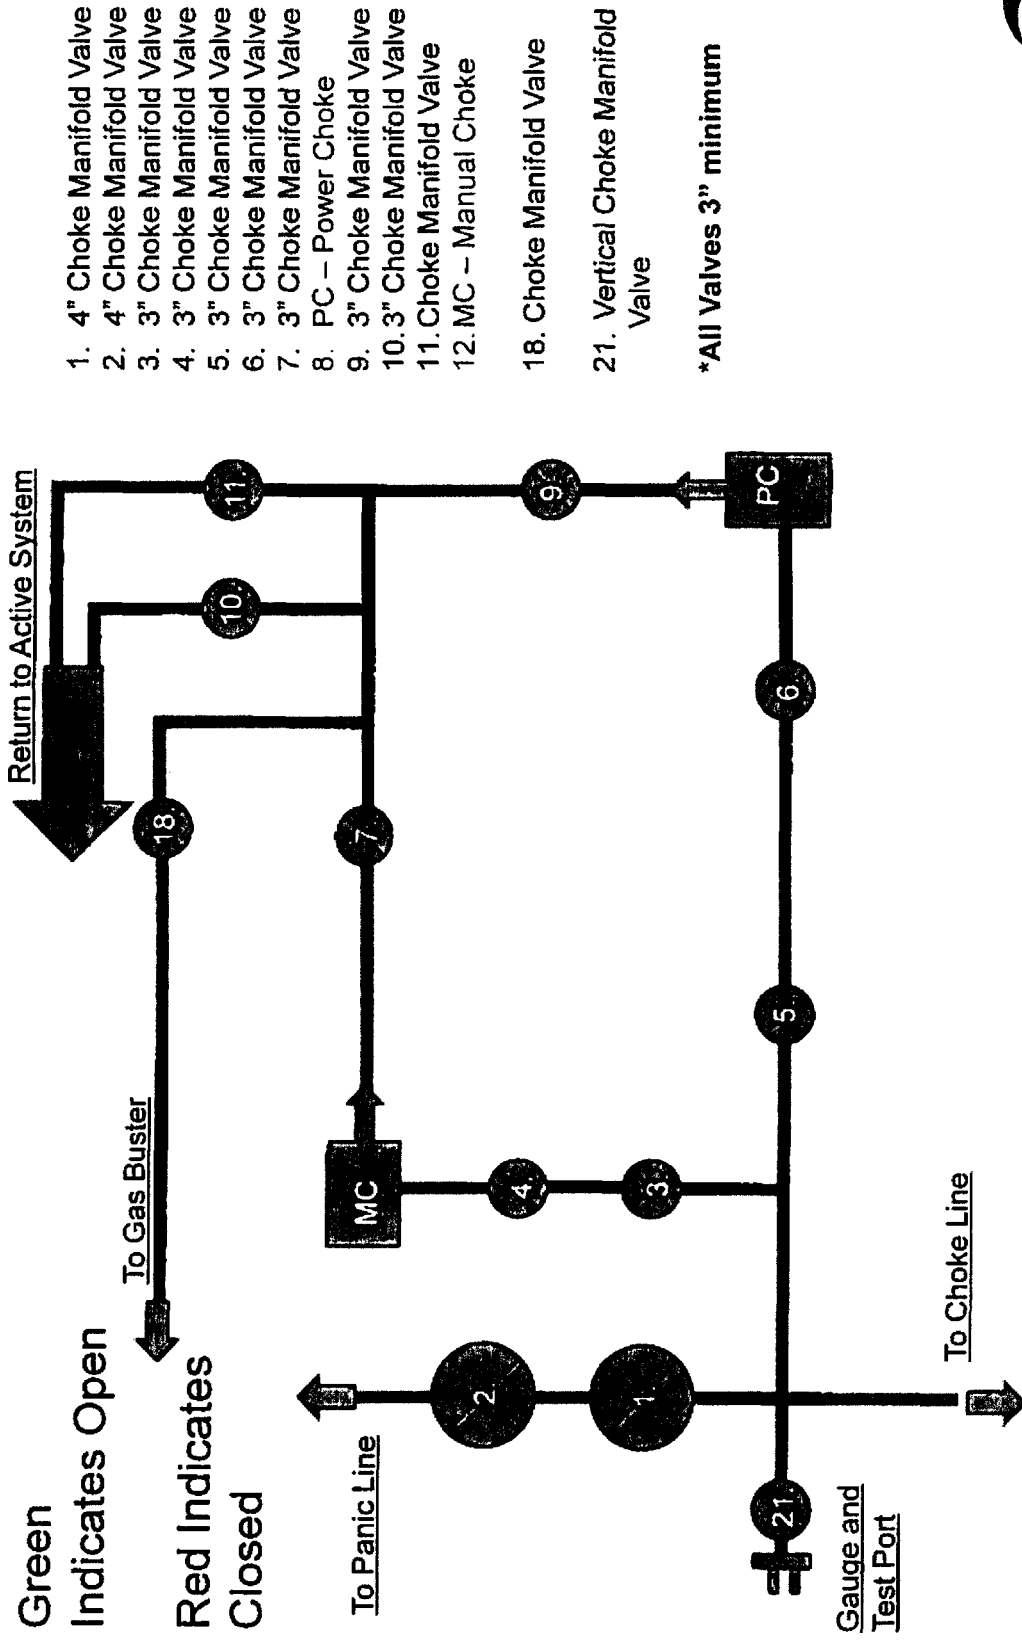 Green
Indicates Open
Red Indicates
Closed
To Gas Buster
Return to Active System
To Panic Line
Gauge and
Test Port
To Choke Line
18.
11.
10.
7.
MC
4.
3.
2.
1.
21.
5.
6.
9.
PC
1. 4" Choke Manifold Valve
2. 4" Choke Manifold Valve
3. 3" Choke Manifold Valve
4. 3" Choke Manifold Valve
5. 3" Choke Manifold Valve
6. 3" Choke Manifold Valve
7. 3" Choke Manifold Valve
8. PC – Power Choke
9. 3" Choke Manifold Valve
10. 3" Choke Manifold Valve
11. Choke Manifold Valve
12. MC – Manual Choke
18. Choke Manifold Valve
21. Vertical Choke Manifold
Valve
*All Valves 3" minimum